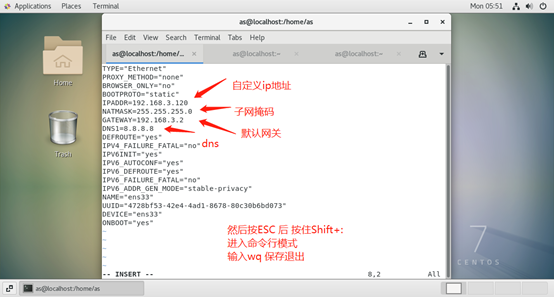 Applications Places Terminal Mon 05:51
as@localhost:/home/as
File Edit View Search Terminal Tabs Help
as@localhost:/home/... as@localhost:~ as@localhost:~
TYPE="Ethernet"
PROXY_METHOD="none"
BROWSER_ONLY="no"
BOOTPROTO="static"
自定义ip地址
IPADDR=192.168.3.120
NATMASK=255.255.255.0
子网掩码
GATEWAY=192.168.3.2
默认网关
DNS1=8.8.8.8
DEFROUTE="yes"
dns
IPV4_FAILURE_FATAL="no"
IPV6INIT="yes"
IPV6_AUTOCONF="yes"
IPV6_DEFROUTE="yes"
IPV6_FAILURE_FATAL="no"
IPV6_ADDR_GEN_MODE="stable-privacy"
NAME="ens33"
UUID="4728bf53-42e4-4ad1-8678-80c30b6bd073"
DEVICE="ens33"
ONBOOT="yes"
~
~
~
~
然后按ESC 后 按住Shift+:
进入命令行模式
输入wq 保存退出
-- INSERT -- 8,2 All
Home
Trash
7
CENTOS
as@localhost:/home/as